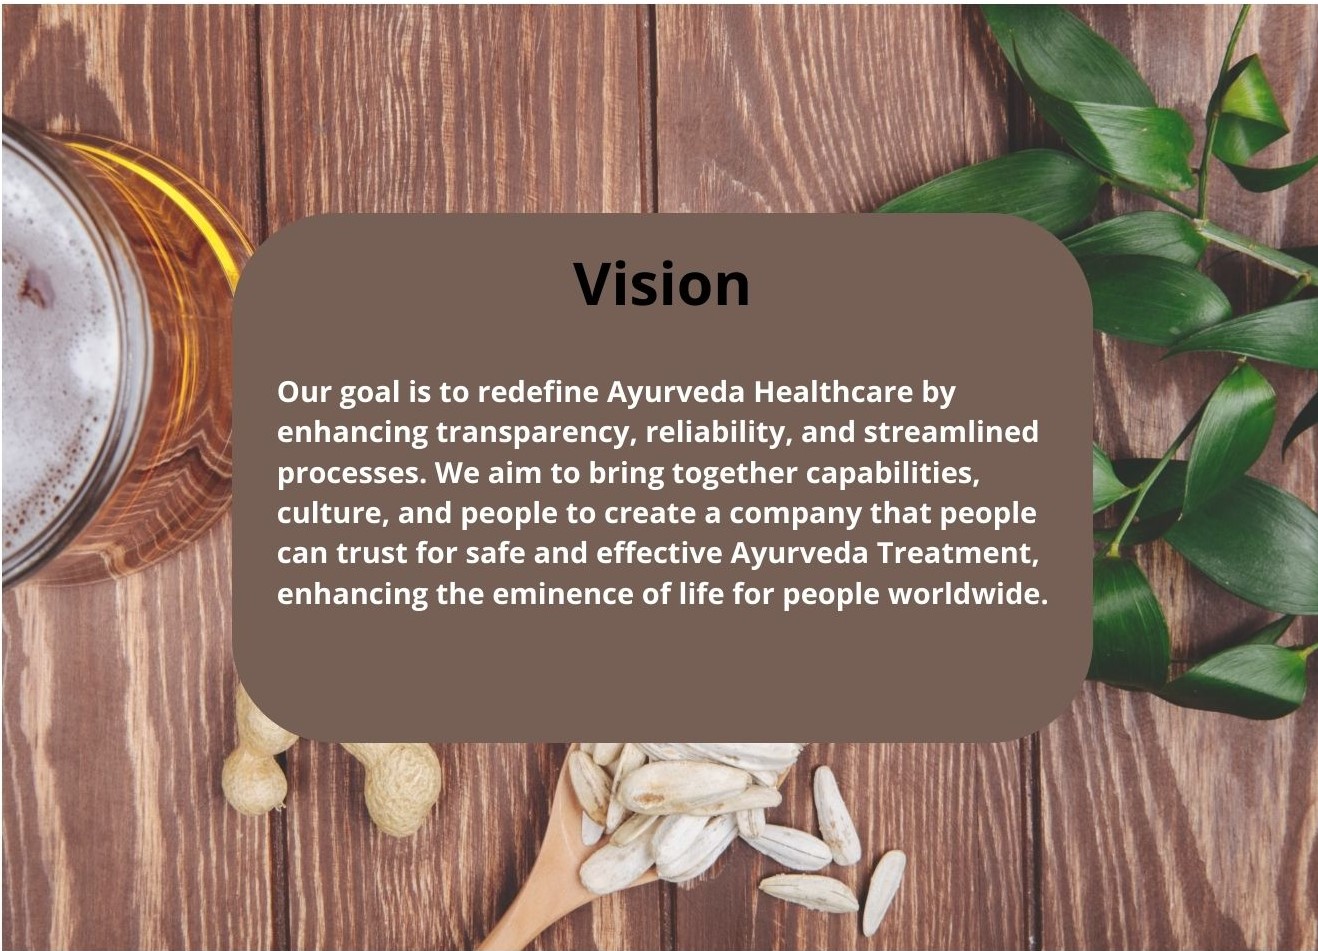 Vision
Our goal is to redefine Ayurveda Healthcare by
enhancing transparency, reliability, and streamlined
processes. We aim to bring together capabilities,
culture, and people to create a company that people
can trust for safe and effective Ayurveda Treatment,
enhancing the eminence of life for people worldwide.